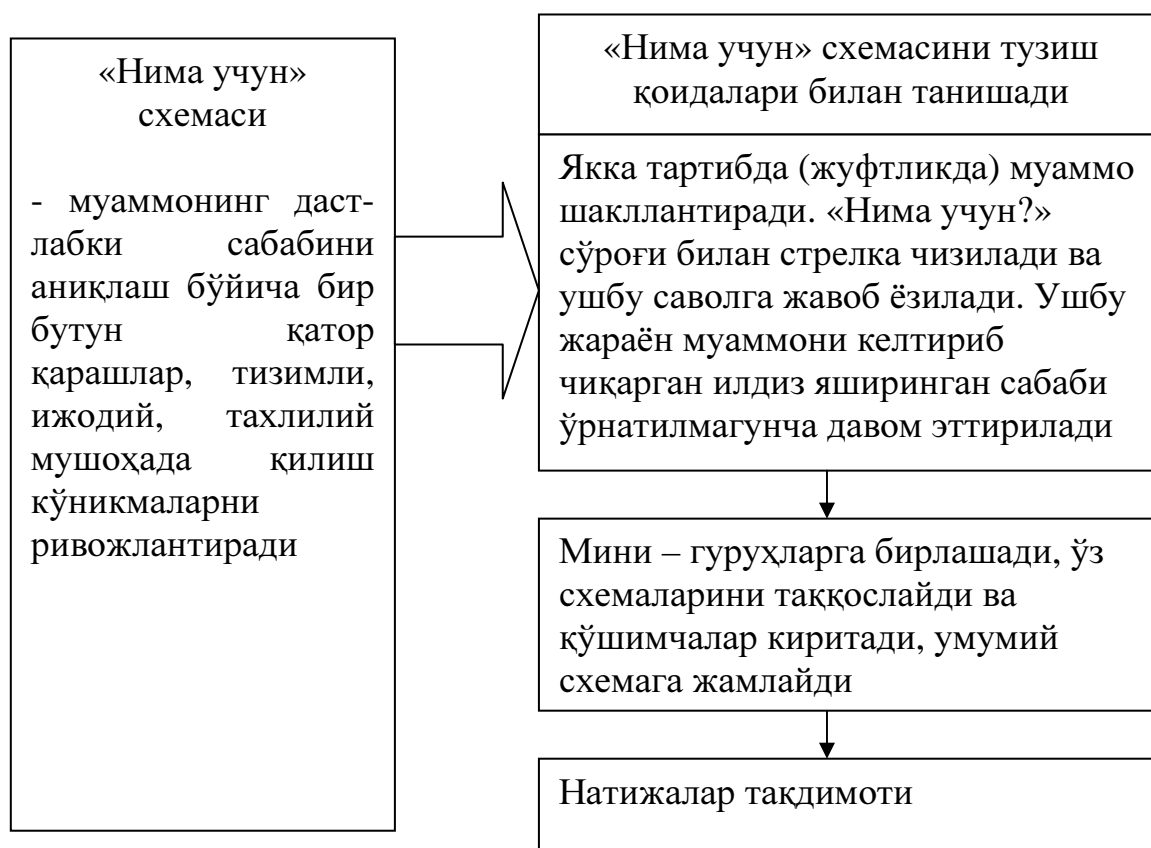 «Нима учун»
схемаси
- муаммонинг даст-
лабки сабабини
аниқлаш бўйича бир
бутун қатор
қарашлар, тизимли,
ижодий, тахлилий
мушоҳада қилиш
кўникмаларни
ривожлантиради
«Нима учун» схемасини тузиш
қоидалари билан танишади
Якка тартибда (жуфтликда) муаммо
шакллантиради. «Нима учун?»
сўроғи билан стрелка чизилади ва
ушбу саволга жавоб ёзилади. Ушбу
жараён муаммони келтириб
чиқарган илдиз яширинган сабаби
ўрнатилмагунча давом эттирилади
Мини – гуруҳларга бирлашади, ўз
схемаларини таққослайди ва
қўшимчалар киритади, умумий
схемага жамлайди
Натижалар тақдимоти